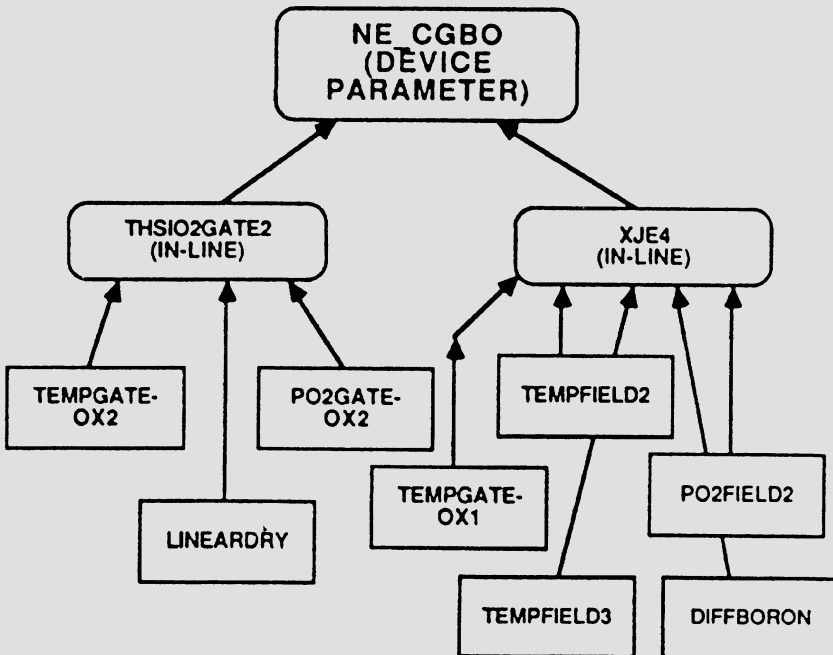 NE_CGBO
(DEVICE
PARAMETER)
THSIO2GATE2
(IN-LINE)
XJE4
(IN-LINE)
TEMPGATE-
OX2
PO2GATE-
OX2
TEMPFIELD2
TEMPGATE-
OX1
PO2FIELD2
LINEARDRY
TEMPFIELD3
DIFFBORON